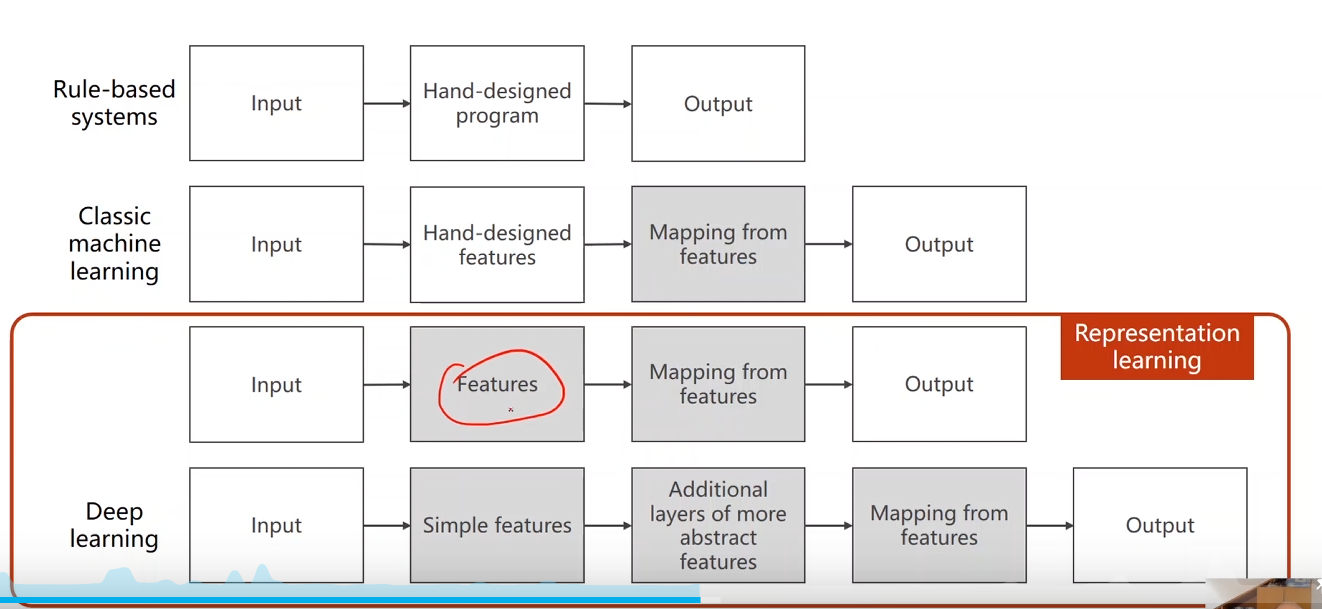 Rule-based
systems
Input
Hand-designed
program
Output
Classic
machine
learning
Input
Hand-designed
features
Mapping from
features
Output
Representation
learning
Input
Features
Mapping from
features
Output
Deep
learning
Input
Simple features
Additional
layers of more
abstract
features
Mapping from
features
Output